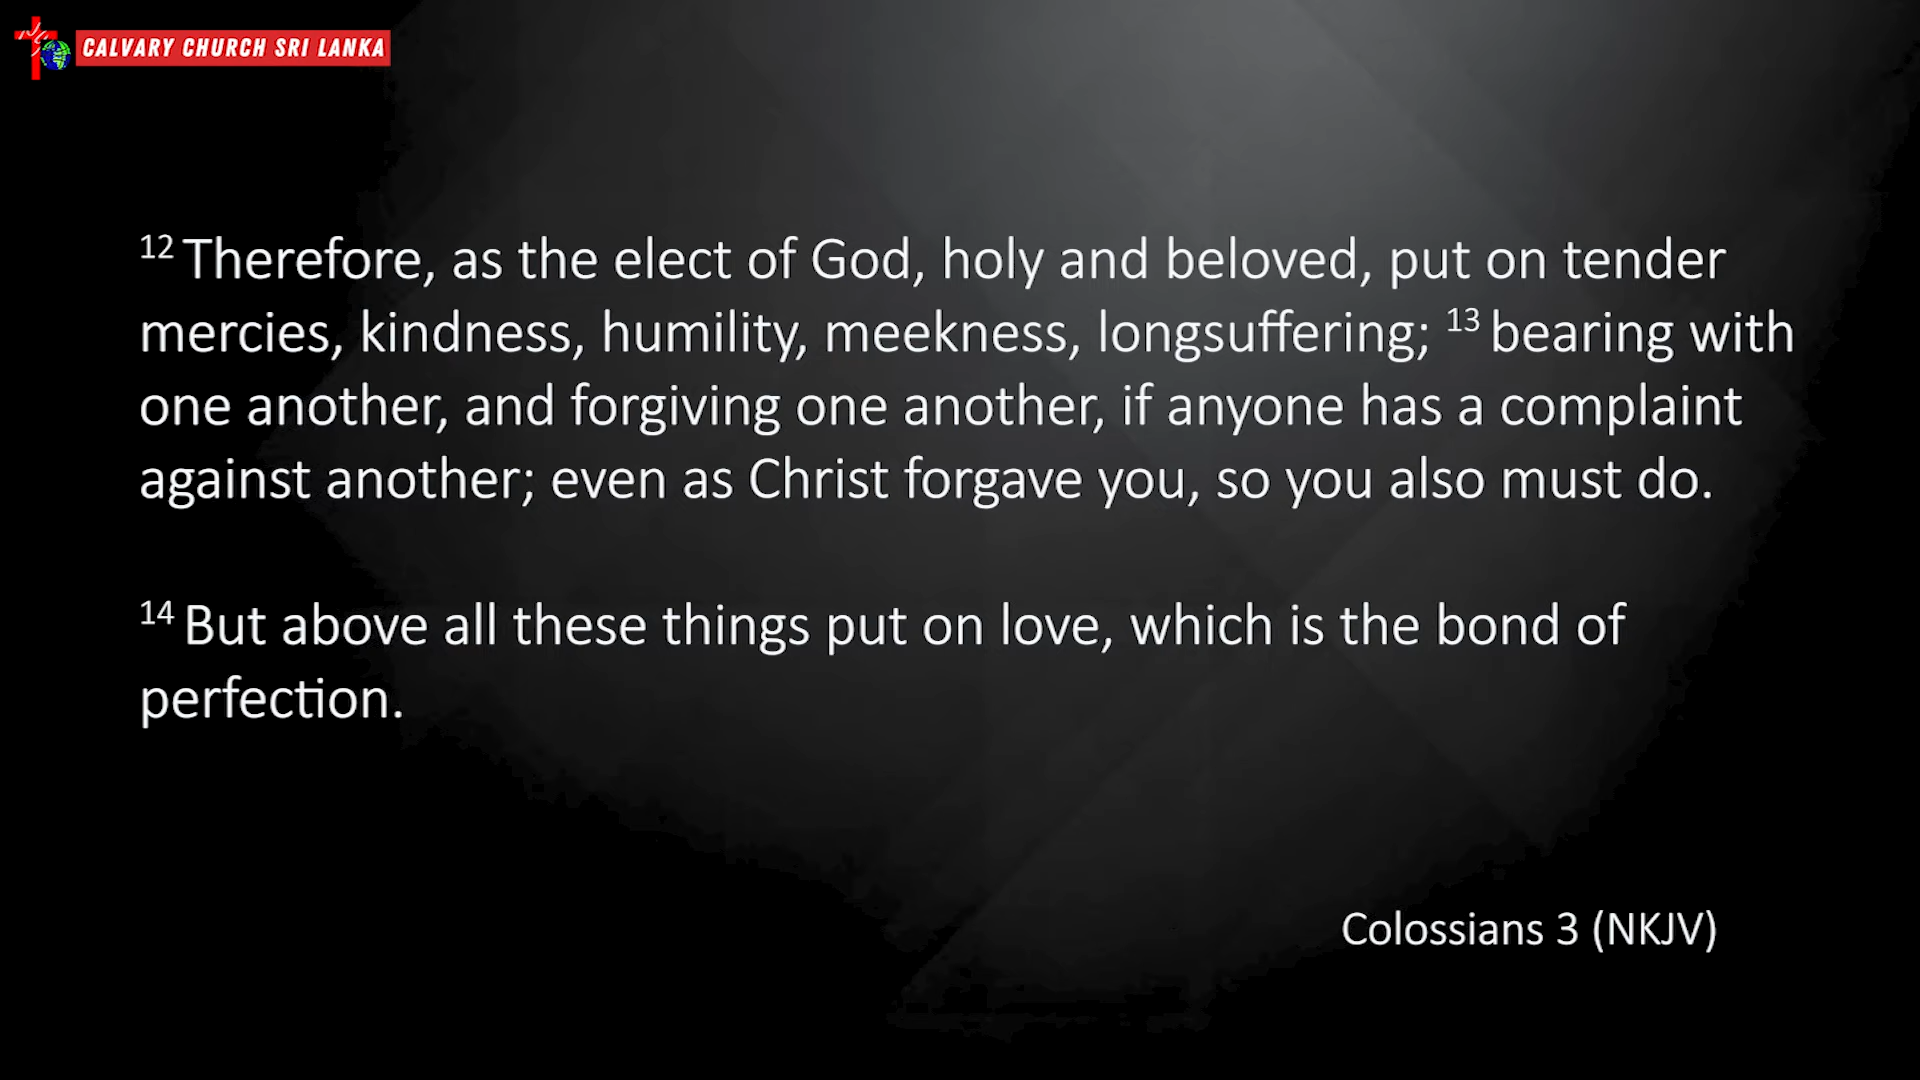 CALVARY CHURCH SRI LANKA
12 Therefore, as the elect of God, holy and beloved, put on tender
mercies, kindness, humility, meekness, longsuffering; 13 bearing with
one another, and forgiving one another, if anyone has a complaint
against another; even as Christ forgave you, so you also must do.
14 But above all these things put on love, which is the bond of
perfection.
Colossians 3 (NKJV)